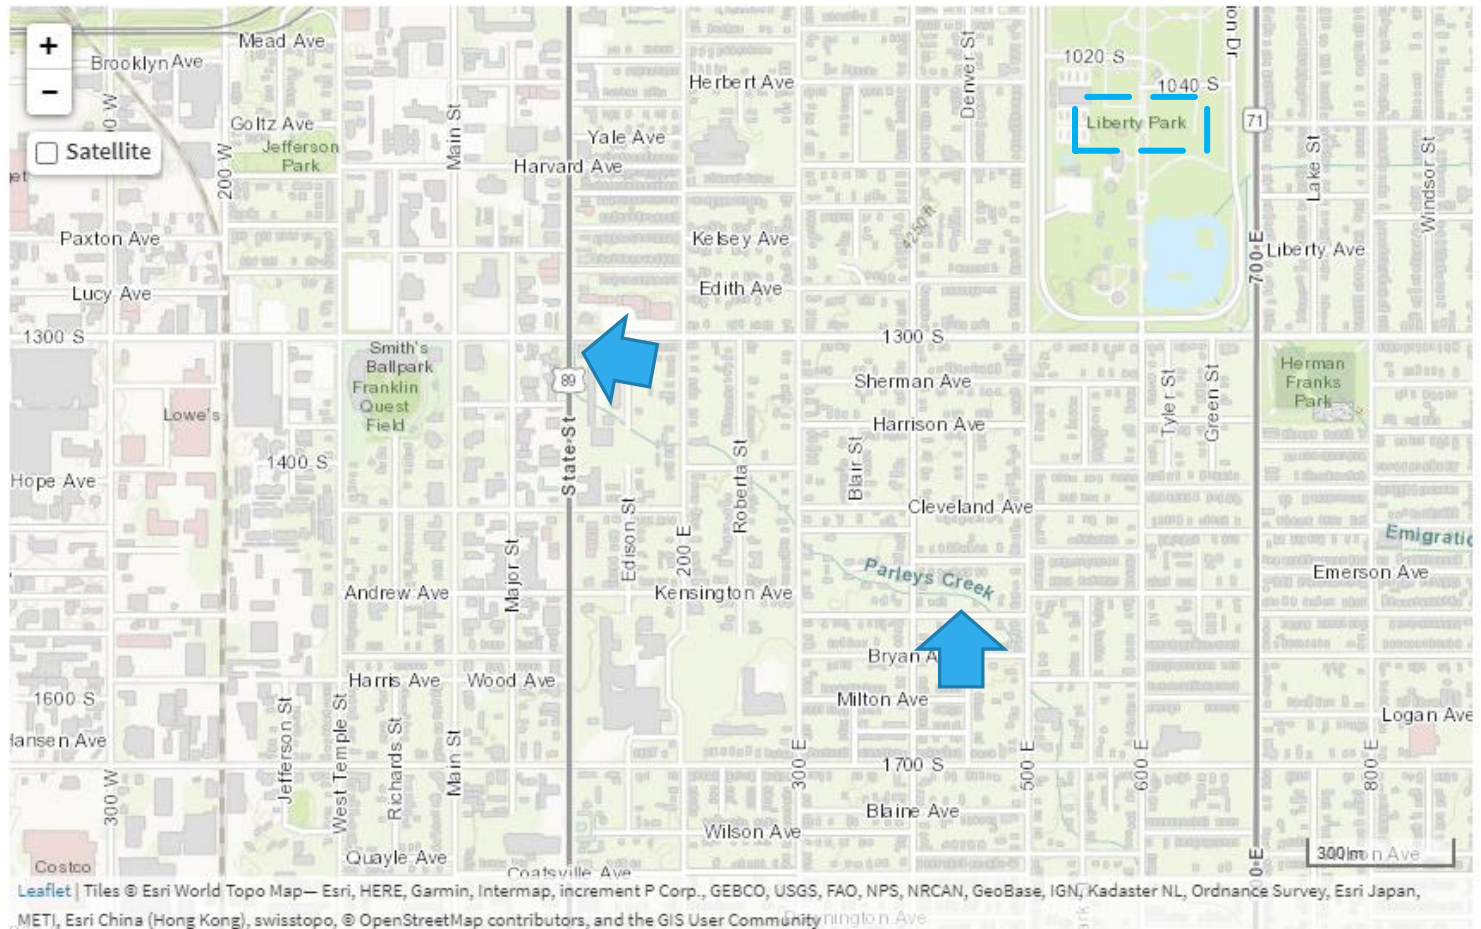 +
−
Satellite
Mead Ave
Brooklyn Ave
Goltz Ave
Jefferson
Park
200 W
Main St
Herbert Ave
Yale Ave
Harvard Ave
Denver St
1020 S
1040 S
Liberty Park
71
Lake St
Windsor St
Paxton Ave
Kelsey Ave
4250 ft
700 E
Liberty Ave
Lucy Ave
Edith Ave
1300 S
1300 S
Smith's
Ballpark
Franklin
Quest
Field
89
Sherman Ave
Herman
Franks
Park
Lowe's
Harrison Ave
Tyler St
Green St
1400 S
State St
Roberta St
Blair St
Hope Ave
Cleveland Ave
Edison St
200 E
Major St
Parleys Creek
Emerson Ave
Andrew Ave
Kensington Ave
Bryan A
Harris Ave
Wood Ave
1600 S
Milton Ave
Jefferson St
West Temple St
Richards St
Main St
Logan Ave
300 W
300 E
1700 S
500 E
600 E
800 E
Blaine Ave
Wilson Ave
Quayle Ave
Costco
Coatsville Ave
300 m
Leaflet | Tiles © Esri World Topo Map— Esri, HERE, Garmin, Intermap, increment P Corp., GEBCO, USGS, FAO, NPS, NRCAN, GeoBase, IGN, Kadaster NL, Ordnance Survey, Esri Japan,
METI, Esri China (Hong Kong), swisstopo, © OpenStreetMap contributors, and the GIS User Community